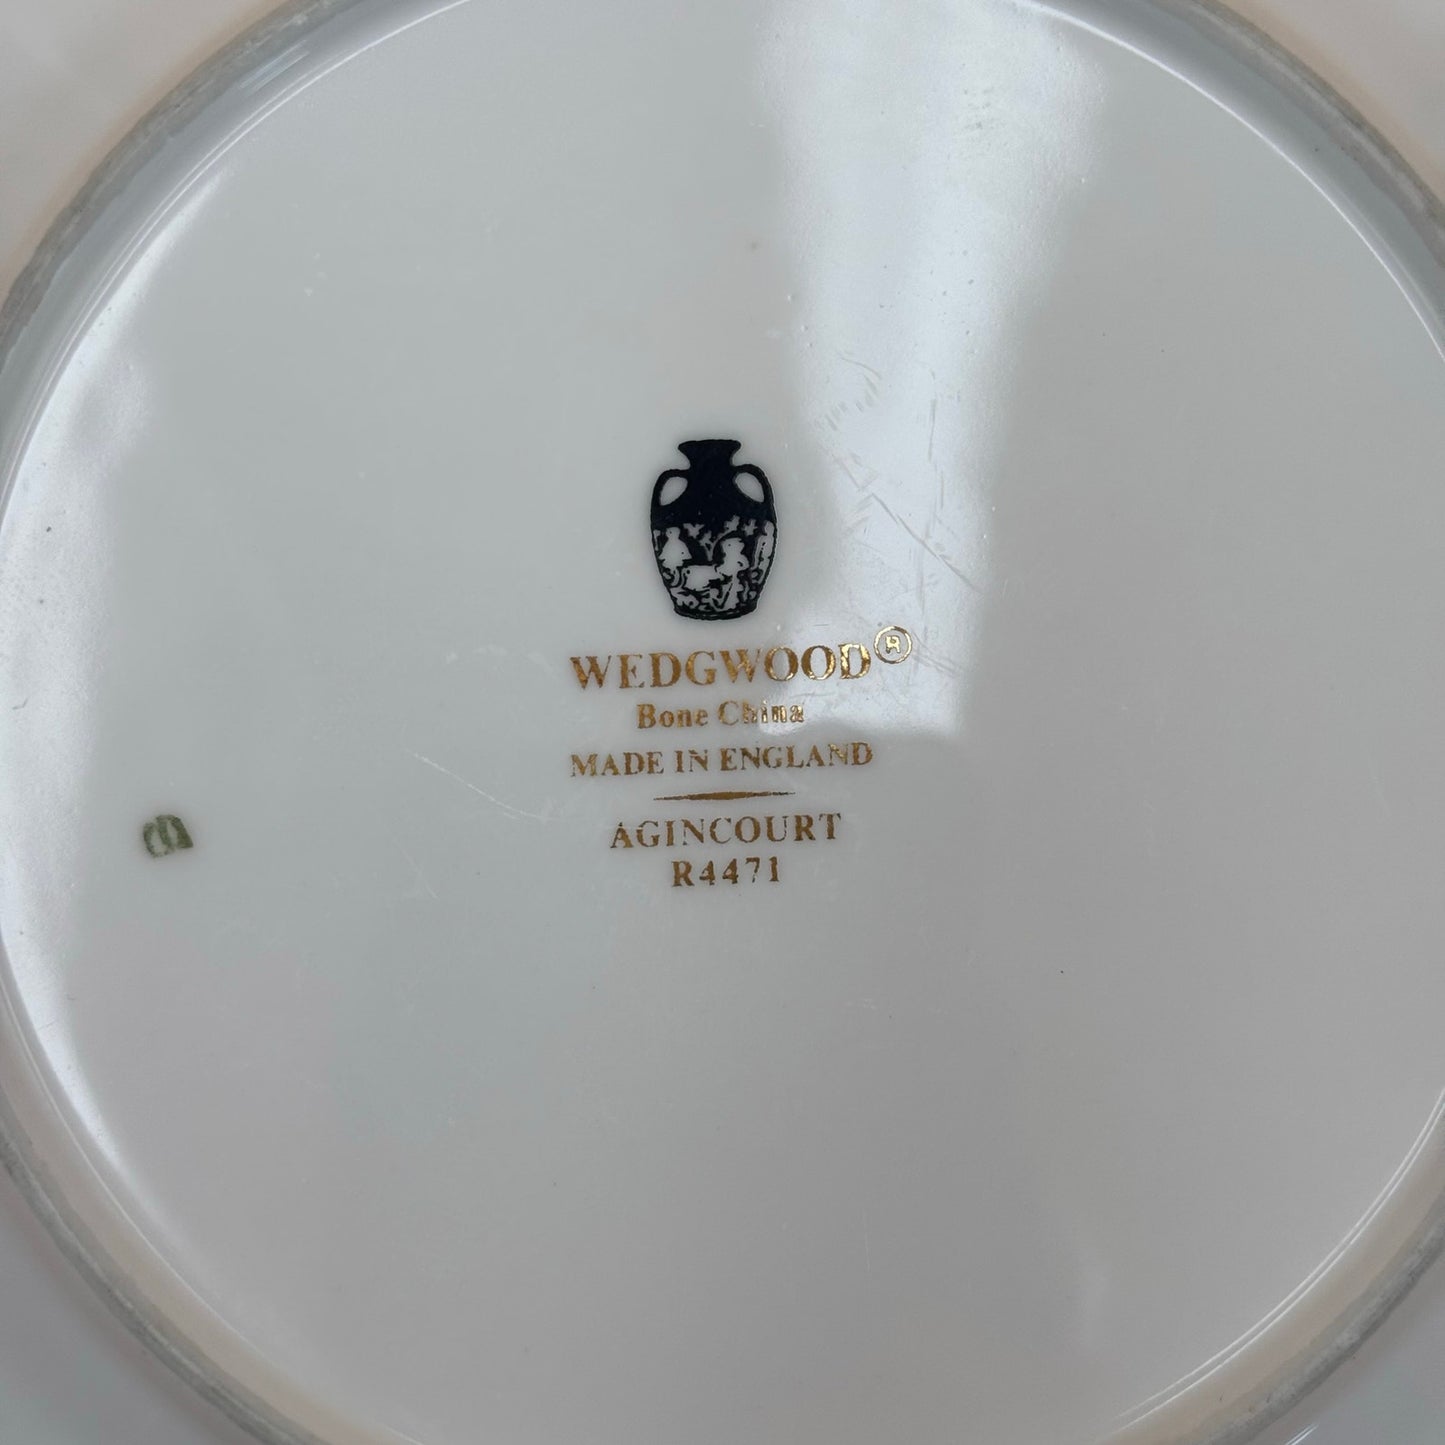 WEDGWOOD®
Bone China
MADE IN ENGLAND
AGINCOURT
R4471